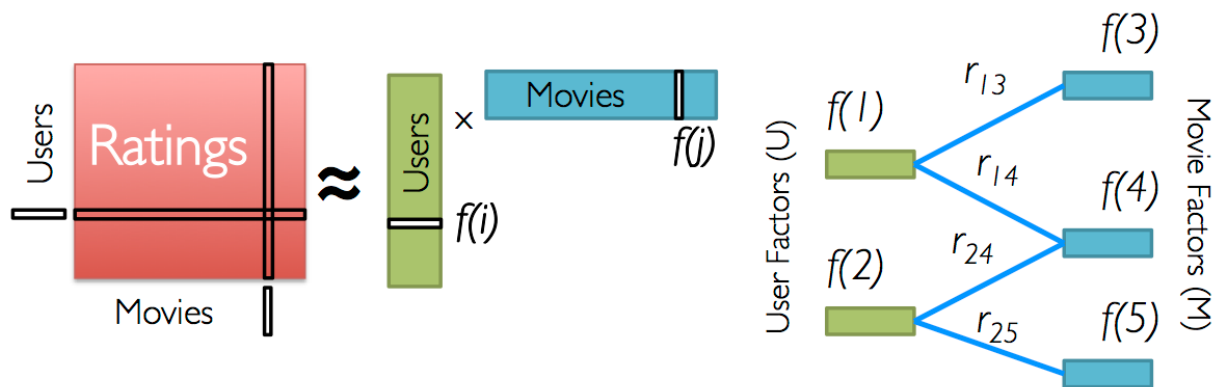 Users
Ratings
Movies
≈
Users
f(i)
x
Movies
f(j)
User Factors (U)
f(1)
f(2)
r13
r14
r24
r25
f(3)
f(4)
f(5)
Movie Factors (M)